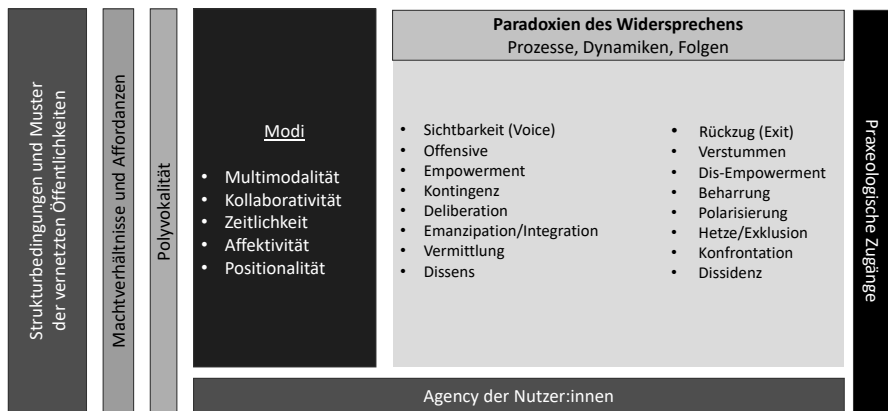 Strukturbedingungen und Muster
der vernetzten Öffentlichkeiten
Machtverhältnisse und Affordanzen
Polyvokalität
Modi
• Multimodalität
• Kollaborativität
• Zeitlichkeit
• Affektivität
• Positionalität
Paradoxien des Widersprechens
Prozesse, Dynamiken, Folgen
• Sichtbarkeit (Voice)
• Offensive
• Empowerment
• Kontingenz
• Deliberation
• Emanzipation/Integration
• Vermittlung
• Dissens
• Rückzug (Exit)
• Verstummen
• Dis-Empowerment
• Beharrung
• Polarisierung
• Hetze/Exklusion
• Konfrontation
• Dissidenz
Praxeologische Zugänge
Agency der Nutzer:innen